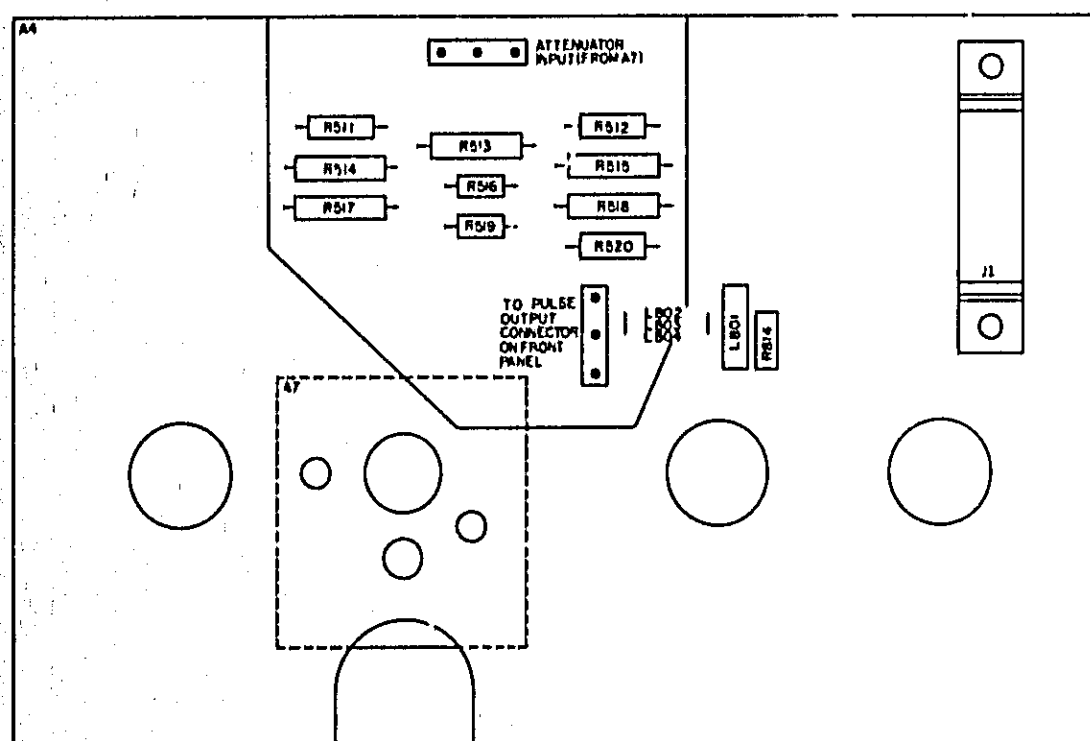 A4
ATTENUATOR
INPUT(FROM A7)
R511
R512
R513
R514
R515
R516
R517
R518
R519
R520
J1
TO PULSE
OUTPUT
CONNECTOR
ON FRONT
PANEL
L802
L804
L801
R814
A7